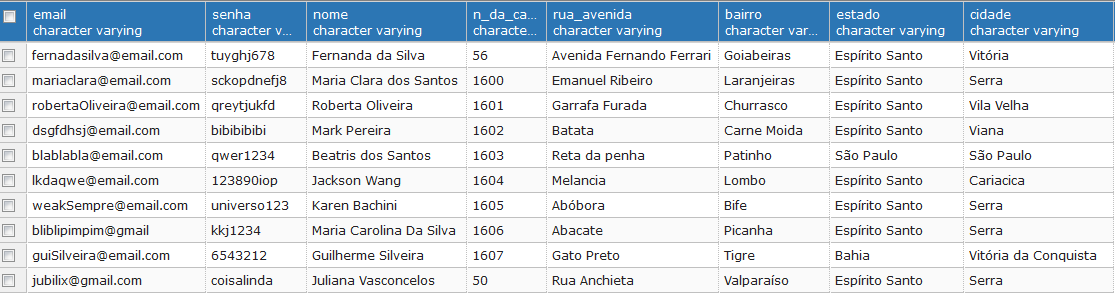 email senha nome n_da_ca... rua_avenida bairro estado cidade
character varying character v... character varying characte... character varying character var... character varying character varying
fernadasilva@email.com tuyghj678 Fernanda da Silva 56 Avenida Fernando Ferrari Goiabeiras Espírito Santo Vitória
mariaclara@email.com sckopdnefj8 Maria Clara dos Santos 1600 Emanuel Ribeiro Laranjeiras Espírito Santo Serra
robertaOliveira@email.com qreytjukfd Roberta Oliveira 1601 Garrafa Furada Churrasco Espírito Santo Vila Velha
dsgfdhsj@email.com bibibibibi Mark Pereira 1602 Batata Carne Moida Espírito Santo Viana
blablabla@email.com qwer1234 Beatris dos Santos 1603 Reta da penha Patinho São Paulo São Paulo
lkdaqwe@email.com 123890iop Jackson Wang 1604 Melancia Lombo Espírito Santo Cariacica
weakSempre@email.com universo123 Karen Bachini 1605 Abóbora Bife Espírito Santo Serra
bliblipimpim@gmail kkj1234 Maria Carolina Da Silva 1606 Abacate Picanha Espírito Santo Serra
guiSilveira@email.com 6543212 Guilherme Silveira 1607 Gato Preto Tigre Bahia Vitória da Conquista
jubilix@gmail.com coisalinda Juliana Vasconcelos 50 Rua Anchieta Valparaíso Espírito Santo Serra